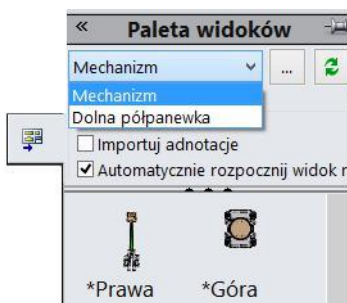 « Paleta widoków
Mechanizm
...
Mechanizm
Dolna półpanewka
Importuj adnotacje
Automatycznie rozpocznij widok r
*Prawa *Góra